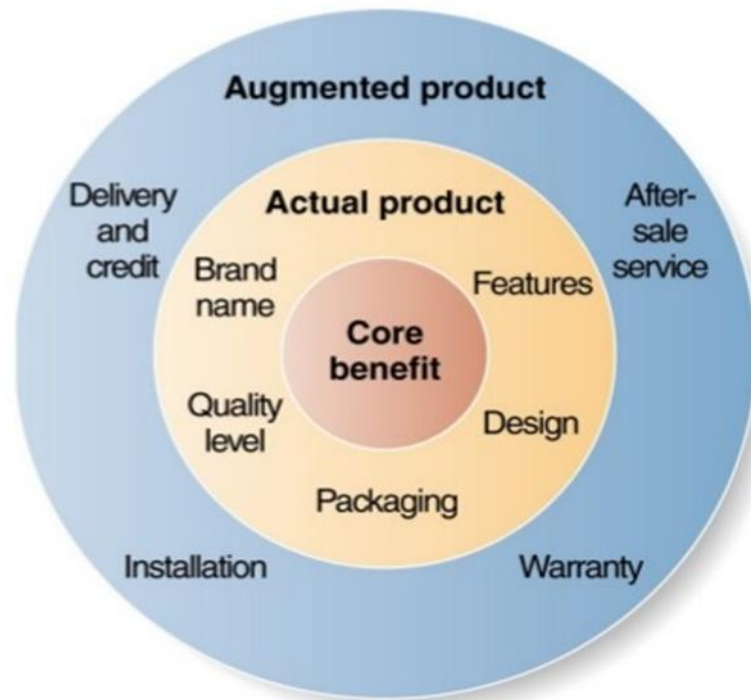 Augmented product
Delivery
and
credit
After-
sale
service
Actual product
Brand
name
Features
Core
benefit
Quality
level
Design
Packaging
Installation
Warranty